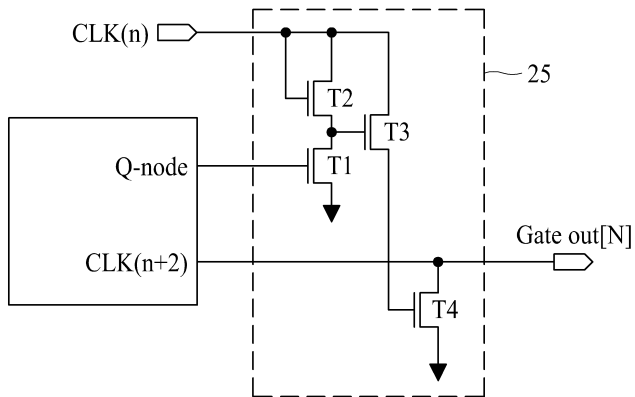 CLK(n)
25
T2
T3
Q-node
T1
Gate out[N]
CLK(n+2)
T4